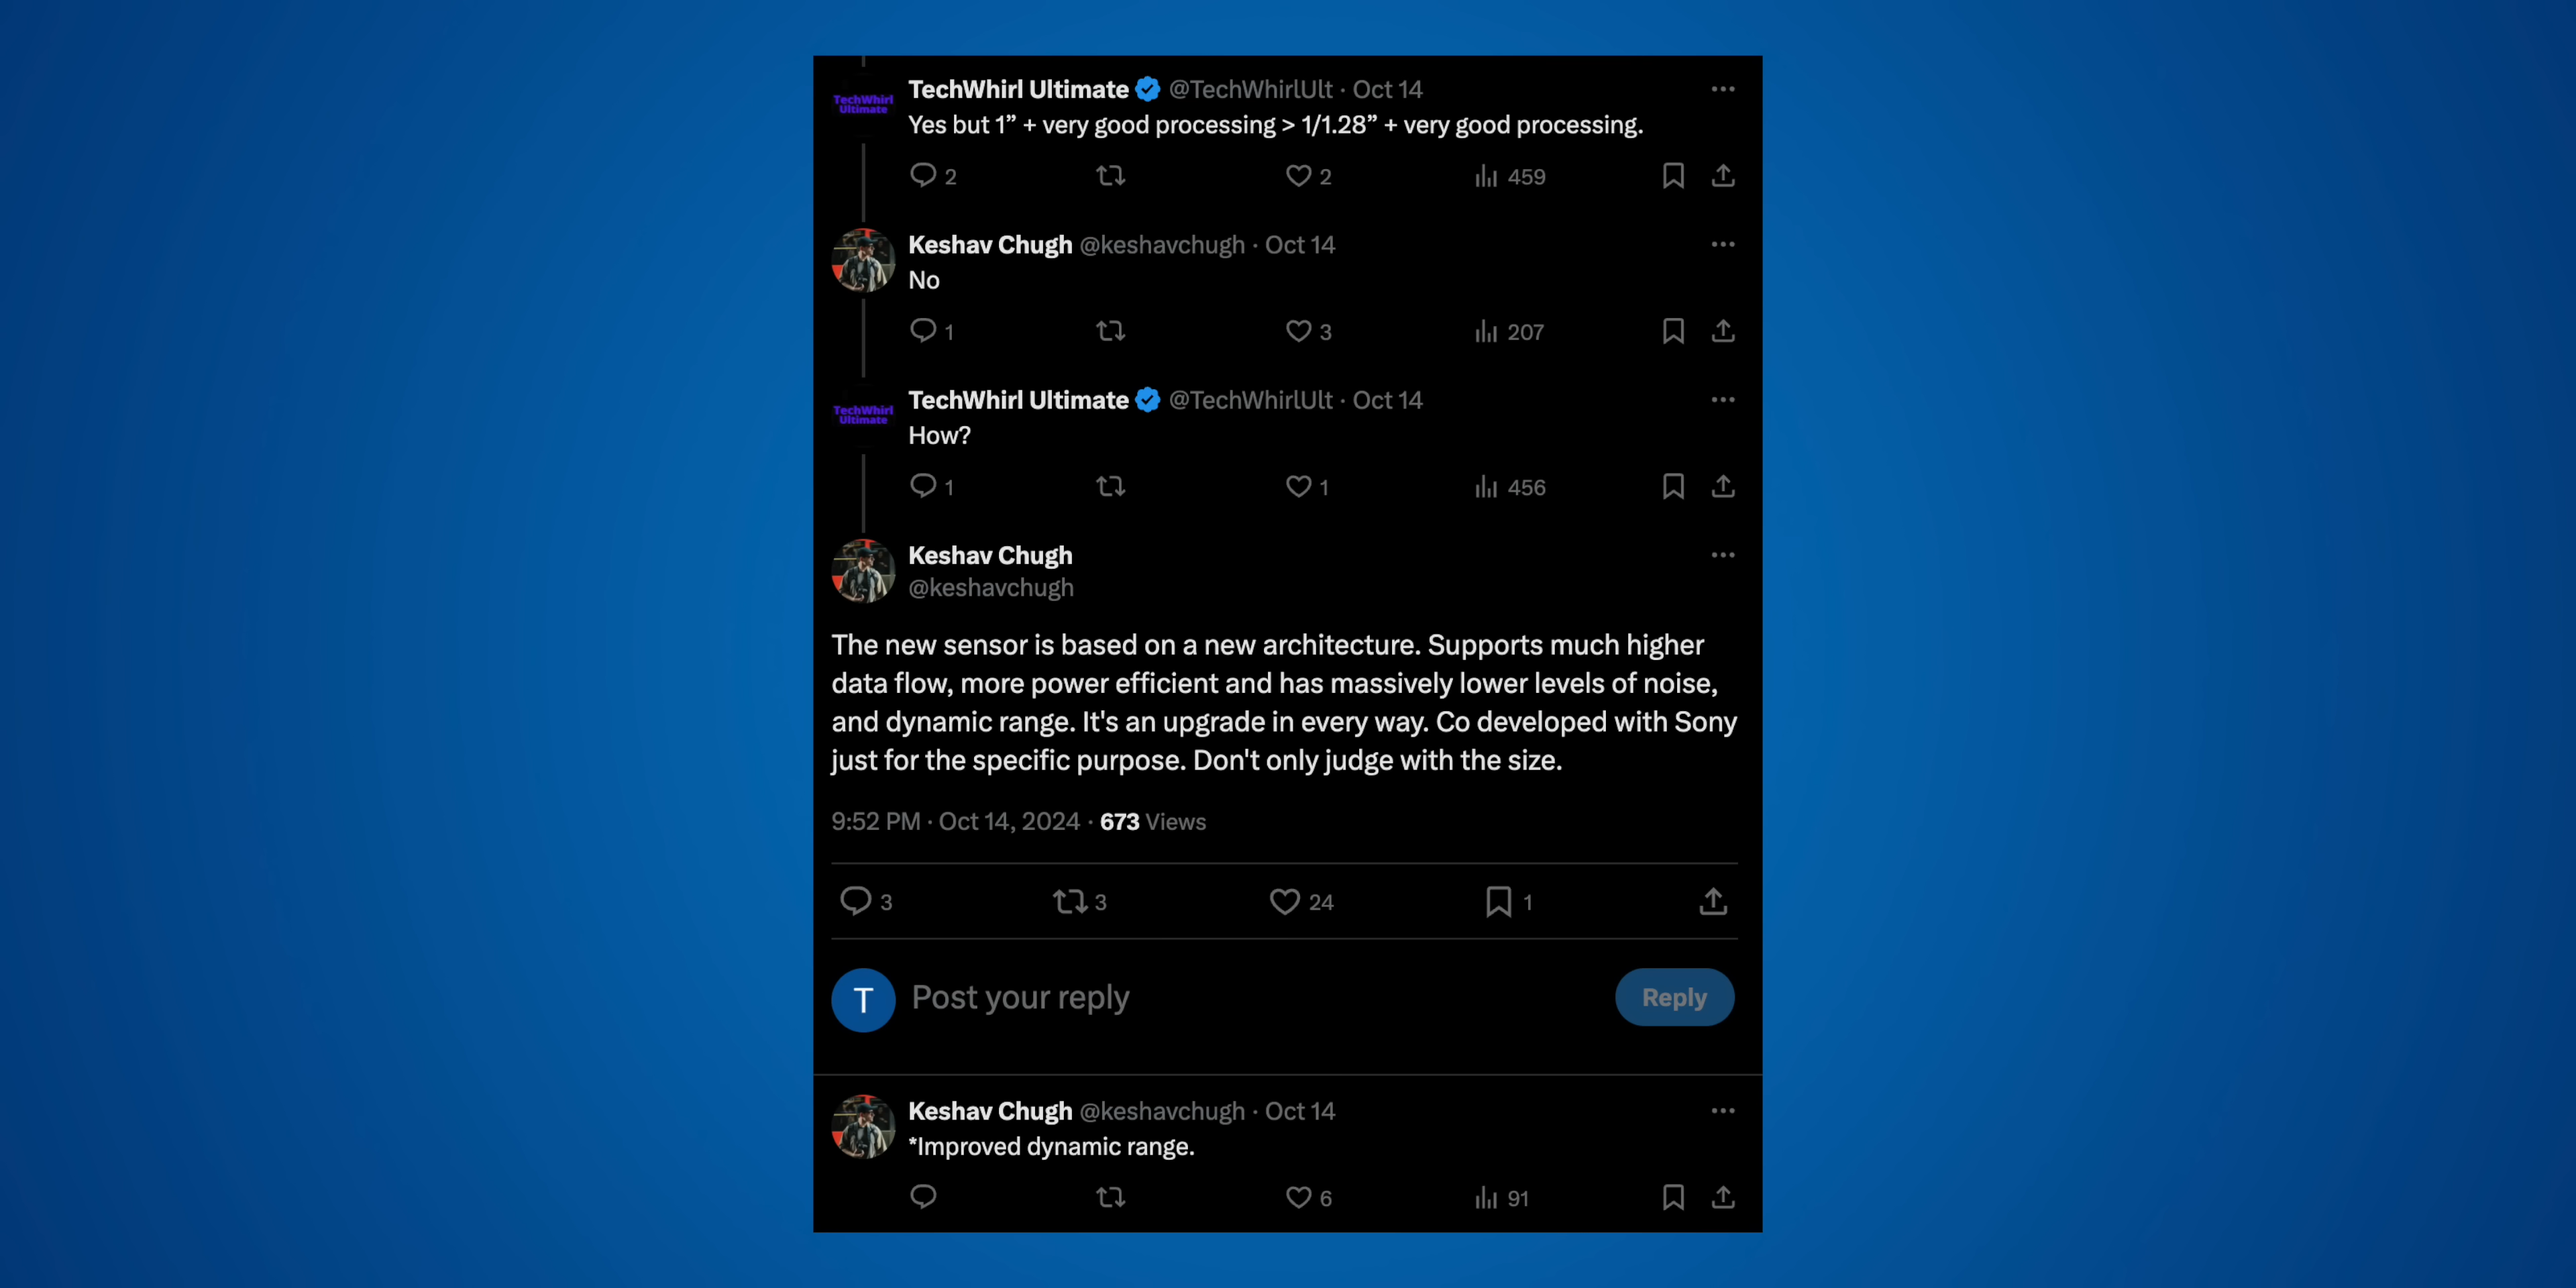 TechWhirl Ultimate @TechWhirlUlt · Oct 14
TechWhirl
Ultimate
Yes but 1” + very good processing > 1/1.28” + very good processing.
2 2 459
Keshav Chugh @keshavchugh · Oct 14
No
1 3 207
TechWhirl Ultimate @TechWhirlUlt · Oct 14
TechWhirl
Ultimate
How?
1 1 456
Keshav Chugh
@keshavchugh
The new sensor is based on a new architecture. Supports much higher
data flow, more power efficient and has massively lower levels of noise,
and dynamic range. It's an upgrade in every way. Co developed with Sony
just for the specific purpose. Don't only judge with the size.
9:52 PM · Oct 14, 2024 · 673 Views
3 3 24 1
T Post your reply Reply
Keshav Chugh @keshavchugh · Oct 14
*Improved dynamic range.
6 91